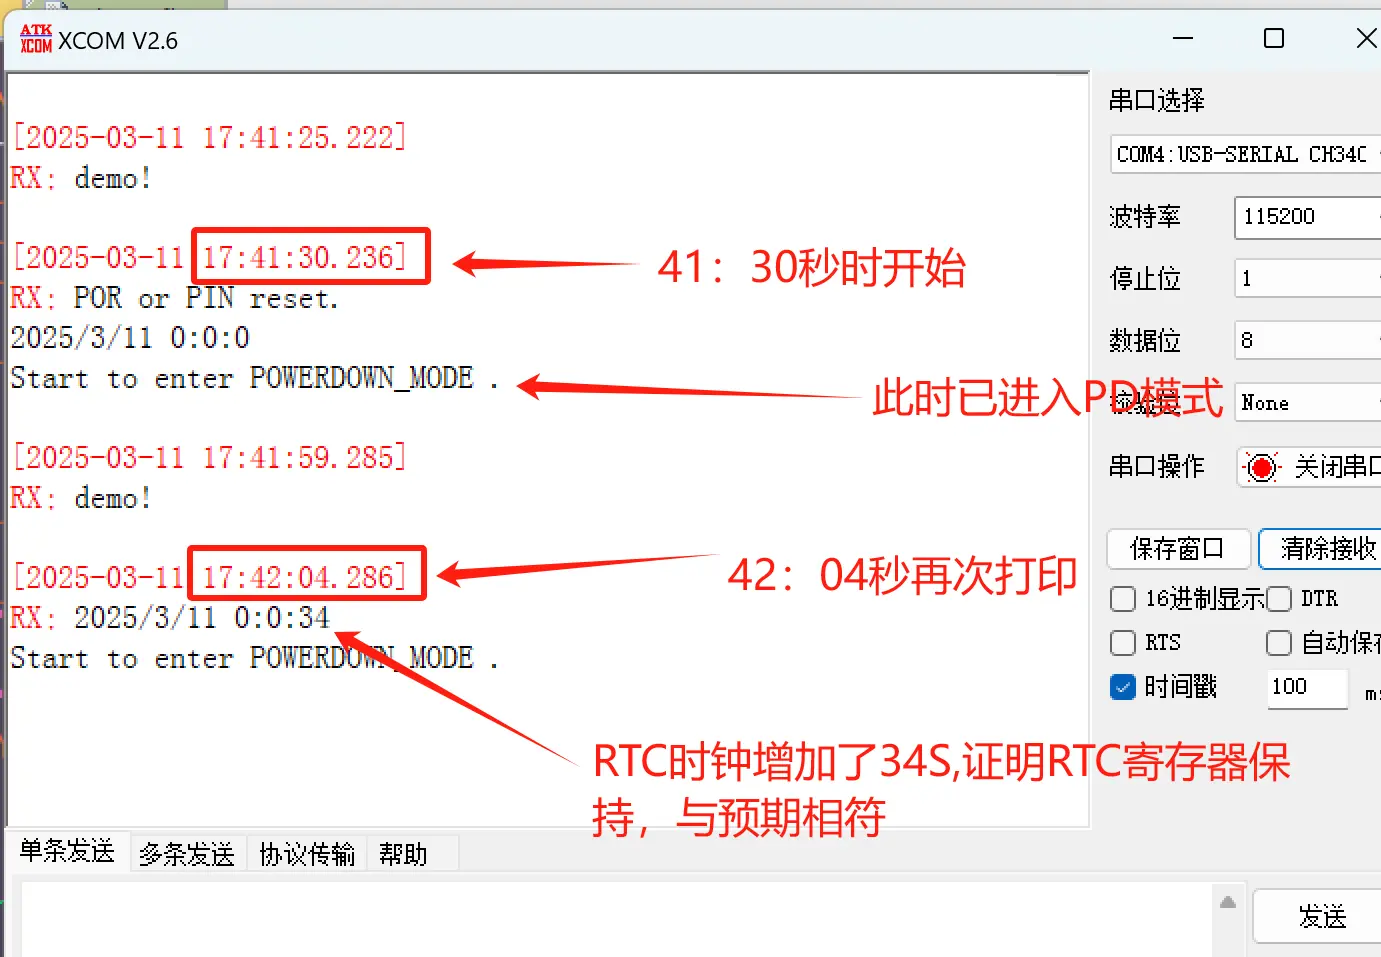 ATK
XCOM
XCOM V2.6
[2025-03-11 17:41:25.222]
RX: demo!
[2025-03-11 17:41:30.236]
41：30秒时开始
RX: POR or PIN reset.
2025/3/11 0:0:0
Start to enter POWERDOWN_MODE .
此时已进入PD模式
[2025-03-11 17:41:59.285]
RX: demo!
[2025-03-11 17:42:04.286]
42：04秒再次打印
RX: 2025/3/11 0:0:34
Start to enter POWERDOWN_MODE .
RTC时钟增加了34S,证明RTC寄存器保
持，与预期相符
串口选择
COM4:USB-SERIAL CH340
波特率
115200
停止位
1
数据位
8
None
串口操作
关闭串口
保存窗口
清除接收
16进制显示
DTR
RTS
自动保存
时间戳
100
ms
单条发送
多条发送
协议传输
帮助
发送